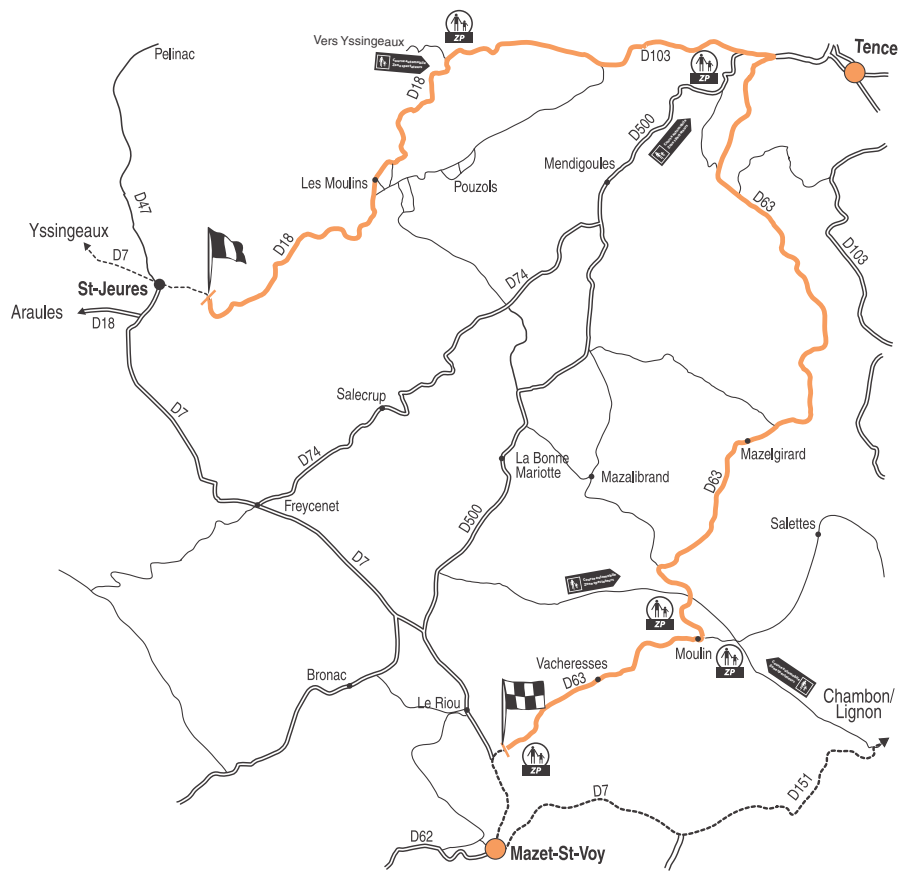 ZP
Vers Yssingeaux
Tence
Pelinac
D103
ZP
D18
D500
Mendigoules
Les Moulins
Pouzols
D63
D47
Yssingeaux
D7
D18
D103
St-Jeures
D74
Araules
D18
Salecrup
D7
Mazelgirard
D74
La Bonne
Mariotte
Mazalibrand
D63
Freycenet
D500
Salettes
D7
ZP
Moulin
ZP
Vacheresses
Bronac
D63
Chambon/
Lignon
Le Riou
ZP
D7
D151
D62
Mazet-St-Voy